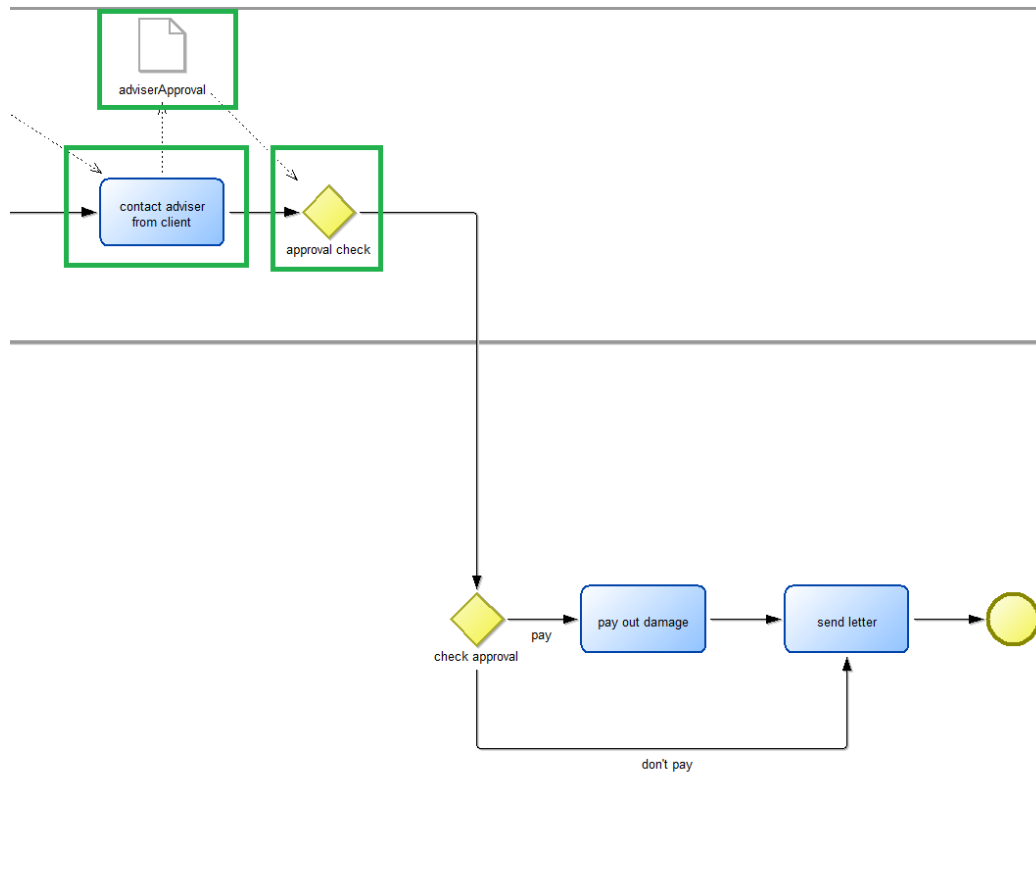 adviserApproval
contact adviser
from client
approval check
check approval
pay
pay out damage
send letter
don't pay